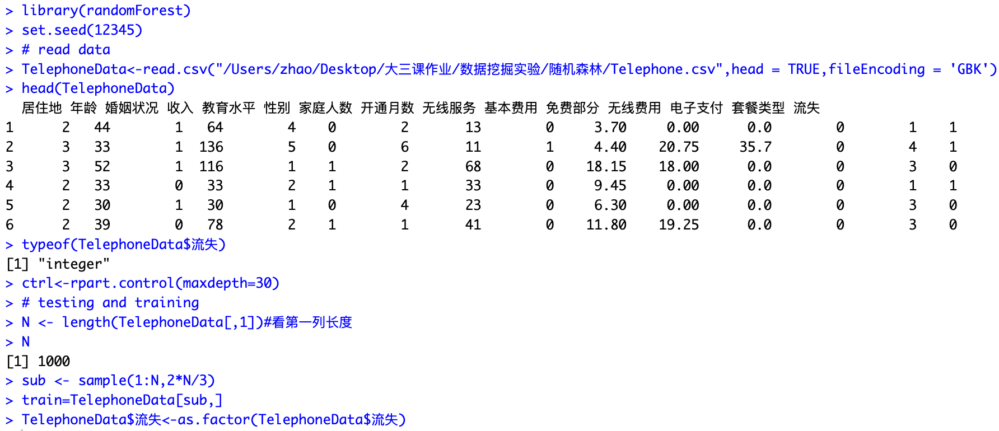 > library(randomForest)
> set.seed(12345)
> # read data
> TelephoneData<-read.csv("/Users/zhao/Desktop/大三课作业/数据挖掘实验/随机森林/Telephone.csv",head = TRUE,fileEncoding = 'GBK')
> head(TelephoneData)
居住地 年龄 婚姻状况 收入 教育水平 性别 家庭人数 开通月数 无线服务 基本费用 免费部分 无线费用 电子支付 套餐类型 流失
1 2 44 1 64 4 0 2 13 0 3.70 0.00 0.0 0 1 1
2 3 33 1 136 5 0 6 11 1 4.40 20.75 35.7 0 4 1
3 3 52 1 116 1 1 2 68 0 18.15 18.00 0.0 0 3 0
4 2 33 0 33 2 1 1 33 0 9.45 0.00 0.0 0 1 1
5 2 30 1 30 1 0 4 23 0 6.30 0.00 0.0 0 3 0
6 2 39 0 78 2 1 1 41 0 11.80 19.25 0.0 0 3 0
> typeof(TelephoneData$流失)
[1] "integer"
> ctrl<-rpart.control(maxdepth=30)
> # testing and training
> N <- length(TelephoneData[,1])#看第一列长度
> N
[1] 1000
> sub <- sample(1:N,2*N/3)
> train=TelephoneData[sub,]
> TelephoneData$流失<-as.factor(TelephoneData$流失)